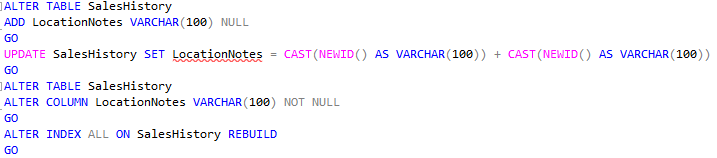 ALTER TABLE SalesHistory
ADD LocationNotes VARCHAR(100) NULL
GO
UPDATE SalesHistory SET LocationNotes = CAST(NEWID() AS VARCHAR(100)) + CAST(NEWID() AS VARCHAR(100))
GO
ALTER TABLE SalesHistory
ALTER COLUMN LocationNotes VARCHAR(100) NOT NULL
GO
ALTER INDEX ALL ON SalesHistory REBUILD
GO